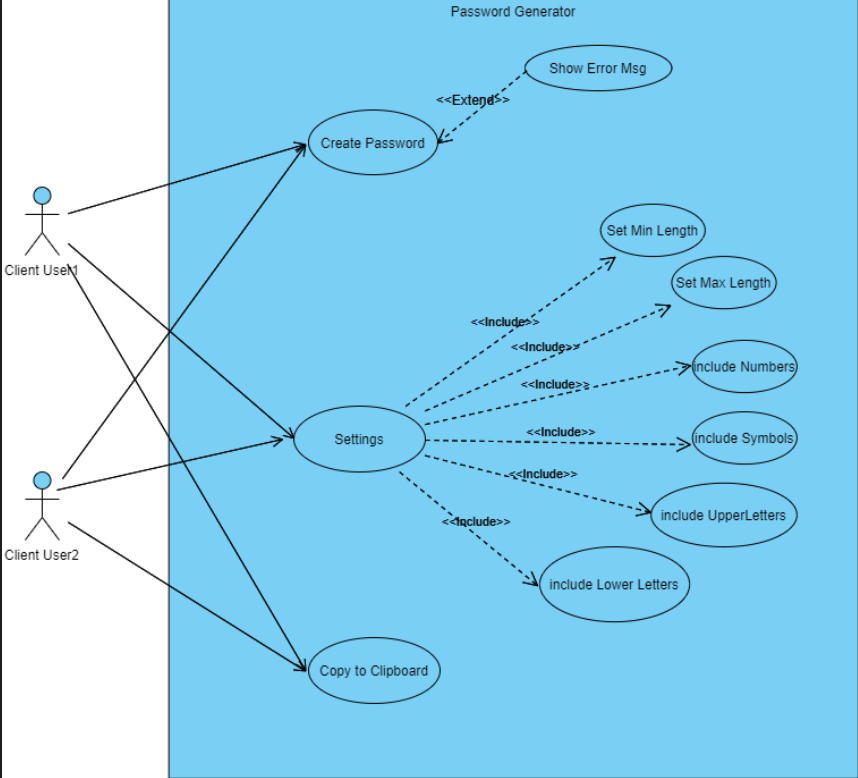 Password Generator
Show Error Msg
<<Extend>>
Create Password
Client User1
Set Min Length
Set Max Length
<<Include>>
<<Include>>
include Numbers
<<Include>>
Settings
<<Include>>
include Symbols
<<Include>>
include UpperLetters
<<Include>>
include Lower Letters
Client User2
Copy to Clipboard